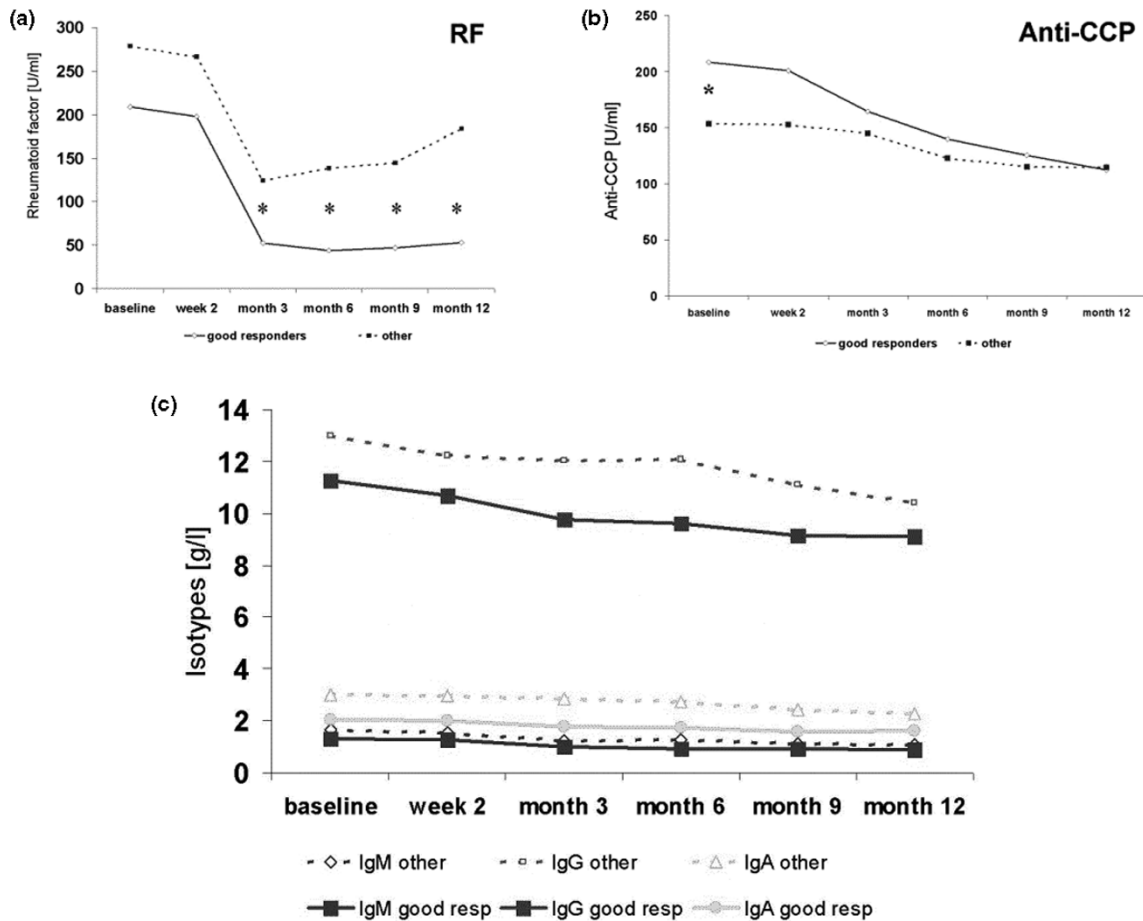 (a)
RF
300
250
200
150
100
50
0
Rheumatoid factor [U/ml]
* * * *
baseline week 2 month 3 month 6 month 9 month 12
good responders other
(b)
Anti-CCP
250
200
150
100
50
0
Anti-CCP [U/ml]
*
baseline week 2 month 3 month 6 month 9 month 12
good responders other
(c)
14
12
10
8
6
4
2
0
Isotypes [g/l]
baseline week 2 month 3 month 6 month 9 month 12
IgM other IgG other IgA other
IgM good resp IgG good resp IgA good resp